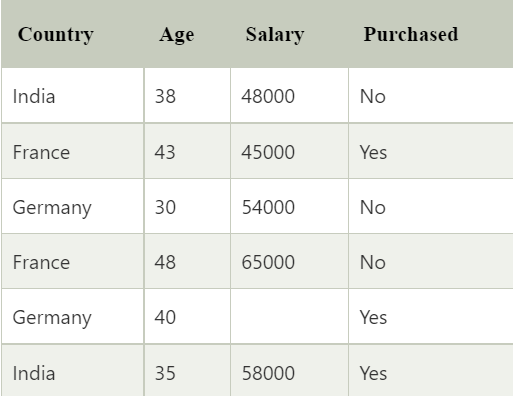 Country Age Salary Purchased
India 38 48000 No
France 43 45000 Yes
Germany 30 54000 No
France 48 65000 No
Germany 40 Yes
India 35 58000 Yes